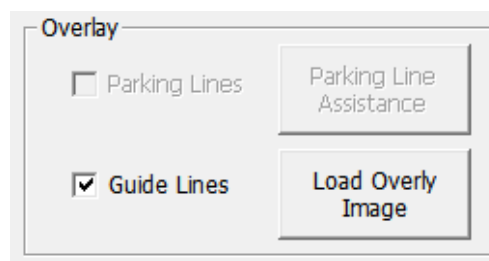 Overlay
Parking Lines
Parking Line
Assistance
Guide Lines
Load Overly
Image